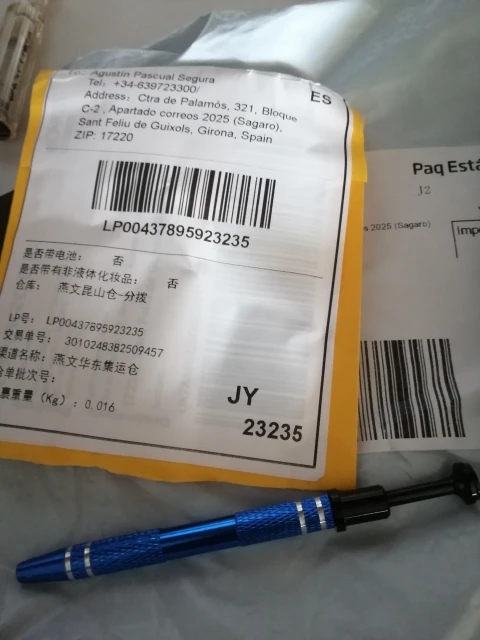 To: Agustin Pascual Segura
Tel: +34-639723300/
ES
Address: Ctra de Palamós, 321, Bloque
C-2, Apartado correos 2025 (Sagaro),
Sant Feliu de Guixols, Girona, Spain
ZIP: 17220
LP00437895923235
是否带电池： 否
是否带有非液体化妆品： 否
仓库： 燕文昆山仓-分拨
LP号: LP00437895923235
交易单号: 3010248382509457
渠道名称: 燕文华东集运仓
单批次号:
裹重量 (Kg) : 0.016
JY
23235
Paq Está
J2
s 2025 (Sagaro)
Impo